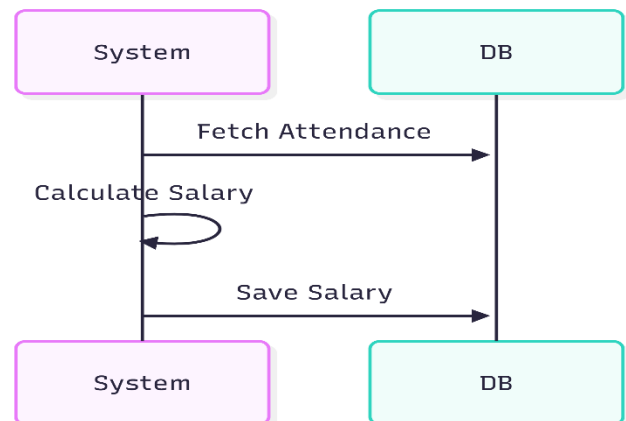 System
DB
Fetch Attendance
Calculate Salary
Save Salary
System
DB